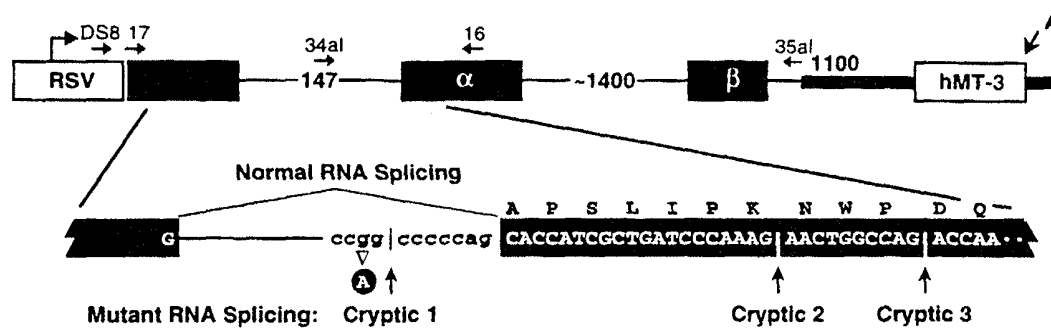 DS8 17 34al 16 35al
RSV 147 α ~1400 β 1100 hMT-3
Normal RNA Splicing
A P S L I P K N W P D Q
G ccgg|cccccag CACCATCGCTGATCCCAAAG AACTGGCCAG ACCAA··
A
Mutant RNA Splicing: Cryptic 1 Cryptic 2 Cryptic 3